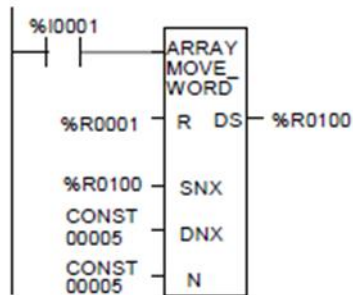 %I0001
ARRAY
MOVE_
WORD
%R0001 R DS %R0100
%R0100 SNX
CONST
00005 DNX
CONST
00005 N